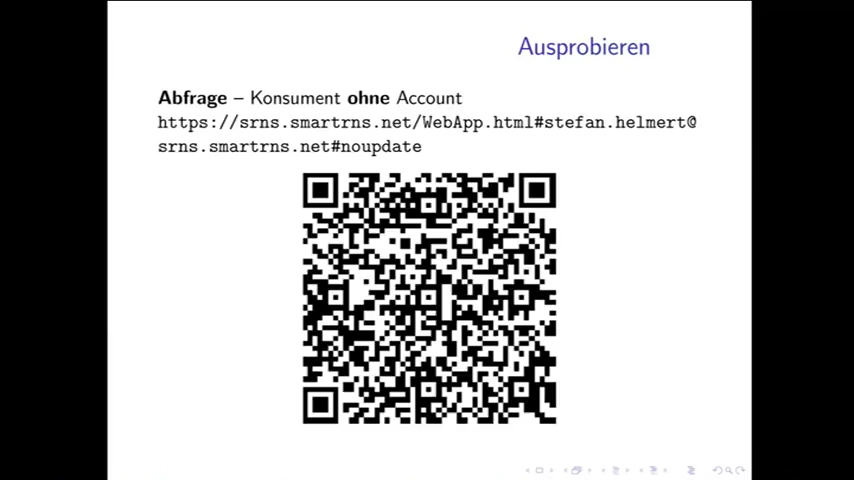 Ausprobieren
Abfrage – Konsument ohne Account
https://srns.smartrns.net/WebApp.html#stefan.helmert@
srns.smartrns.net#noupdate